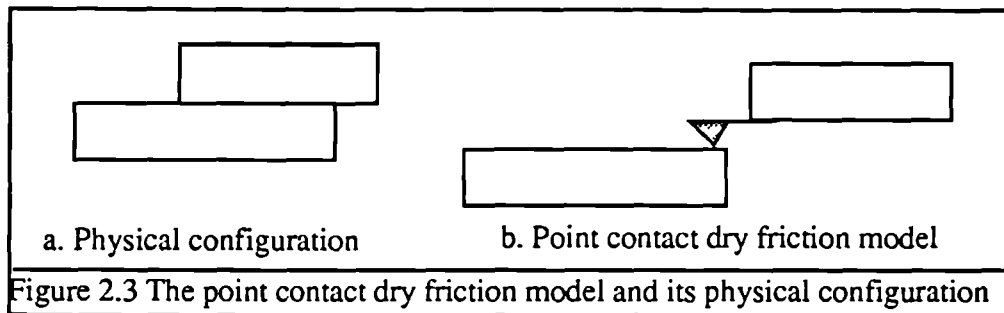 a. Physical configuration
b. Point contact dry friction model
Figure 2.3 The point contact dry friction model and its physical configuration